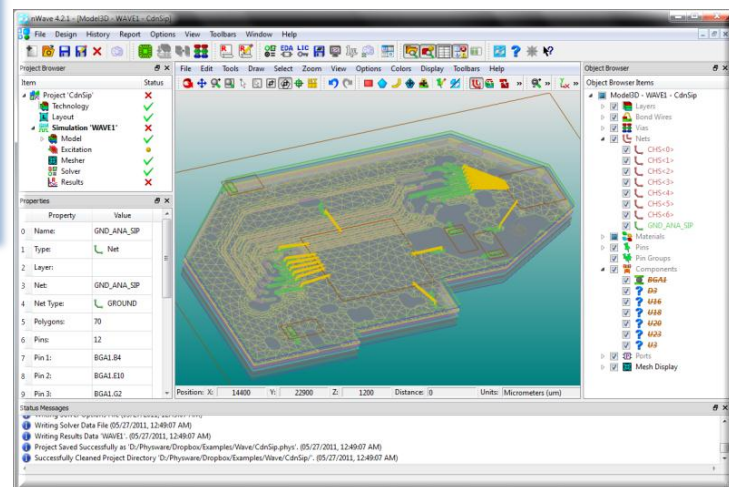 nWave 4.2.1 - [Model3D - WAVE1 - CdnSip]
File Design History Report Options View Toolbars Window Help
Project Browser
Item Status
Project 'CdnSip'
Technology
Layout
Simulation 'WAVE1'
Model
Excitation
Mesher
Solver
Results
Properties
Property Value
0 Name: GND_ANA_SIP
1 Type: Net
2 Layer:
3 Net: GND_ANA_SIP
4 Net Type: GROUND
5 Polygons: 70
6 Pins: 12
7 Pin 1: BGA1.B4
8 Pin 2: BGA1.E10
9 Pin 3: BGA1.G2
File Edit Tools Draw Select Zoom View Options Colors Display Toolbars Help
Position: X: 14400 Y: 22900 Z: 1200 Distance: 0 Units: Micrometers (um)
Object Browser
Object Browser Items
Model3D - WAVE1 - CdnSip
Layers
Bond Wires
Vias
Nets
CHS<0>
CHS<1>
CHS<2>
CHS<3>
CHS<4>
CHS<5>
CHS<6>
GND_ANA_SIP
Materials
Pins
Pin Groups
Components
BGA1
D3
U16
U18
U20
U23
U3
Ports
Mesh Display
Status Messages
Writing Solver Data File (05/27/2011, 12:49:07 AM)
Writing Results Data 'WAVE1'. (05/27/2011, 12:49:07 AM)
Project Saved Successfully as 'D:/Physware/Dropbox/Examples/Wave/CdnSip.phys'. (05/27/2011, 12:49:07 AM)
Successfully Cleaned Project Directory 'D:/Physware/Dropbox/Examples/Wave/CdnSip/'. (05/27/2011, 12:49:07 AM)